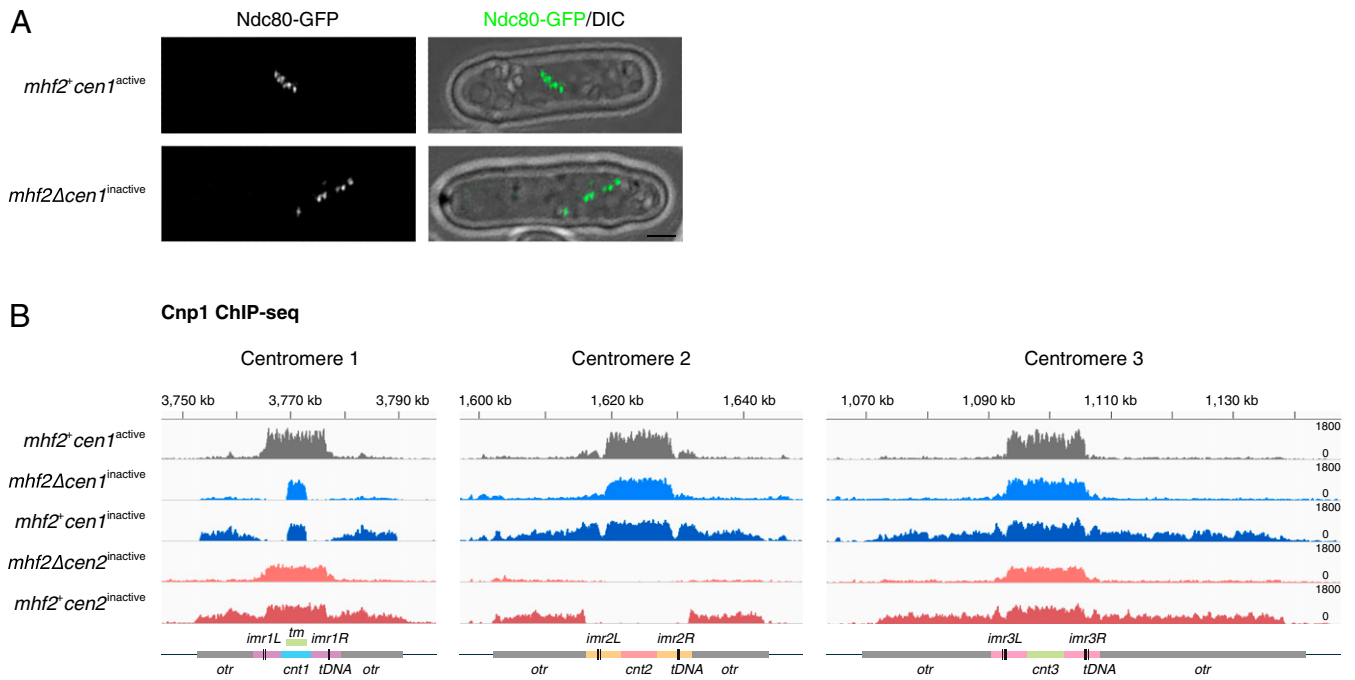 A
Ndc80-GFP
Ndc80-GFP/DIC
mhf2+cen1active
mhf2Δcen1inactive
B
Cnp1 ChIP-seq
Centromere 1
Centromere 2
Centromere 3
3,750 kb 3,770 kb 3,790 kb
1,600 kb 1,620 kb 1,640 kb
1,070 kb 1,090 kb 1,110 kb 1,130 kb
mhf2+cen1active
1800
0
mhf2Δcen1inactive
1800
0
mhf2+cen1inactive
1800
0
mhf2Δcen2inactive
1800
0
mhf2+cen2inactive
1800
0
imr1L tm imr1R
otr cnt1 tDNA otr
imr2L imr2R
otr cnt2 tDNA otr
imr3L imr3R
otr cnt3 tDNA otr